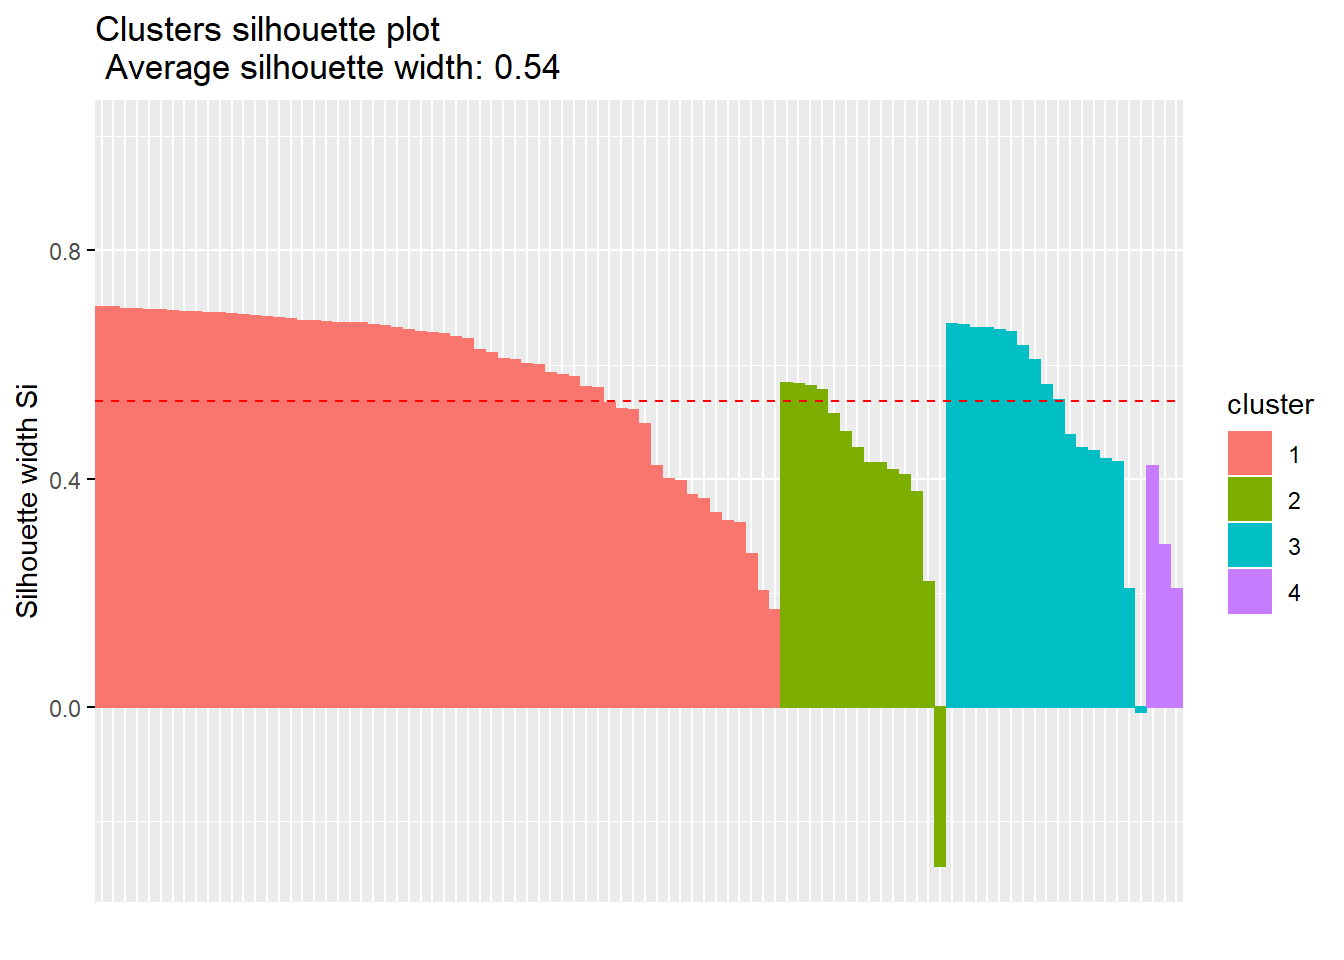 Clusters silhouette plot
Average silhouette width: 0.54
Silhouette width Si
0.8
0.4
0.0
cluster
1
2
3
4